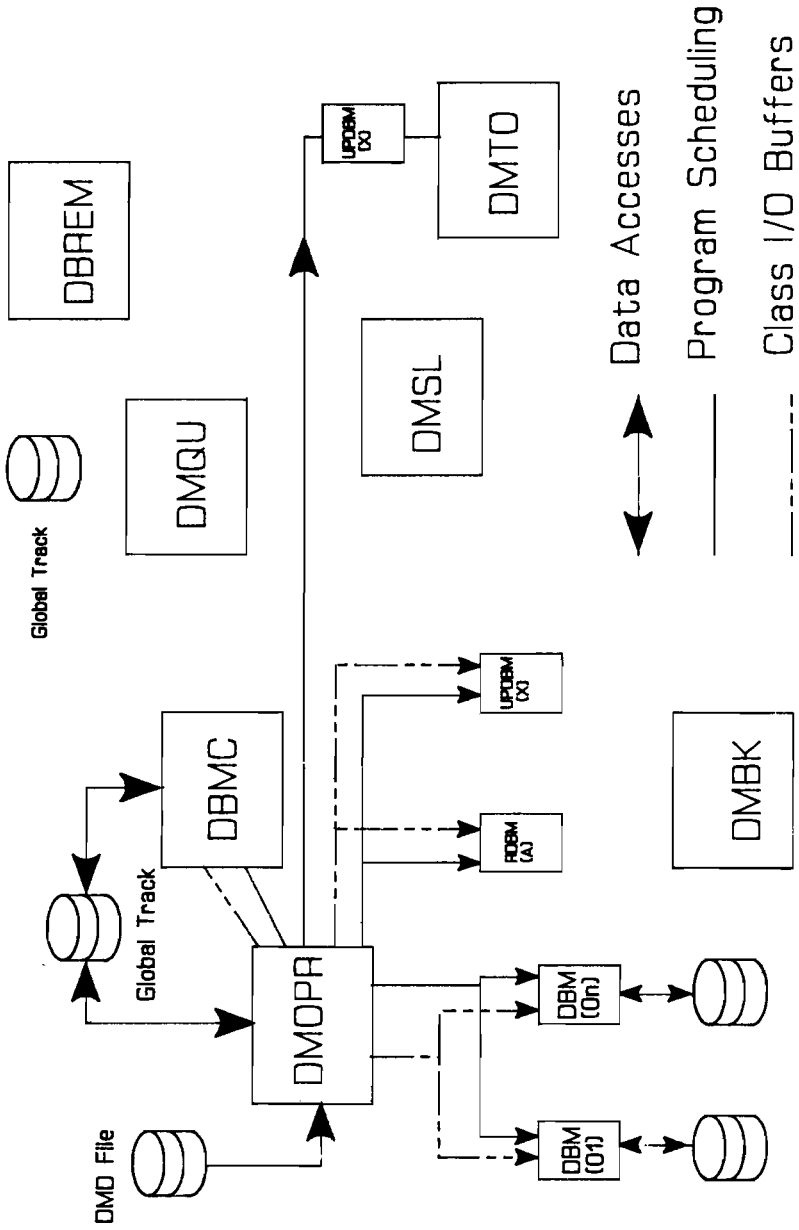 DMD File
Global Track
Global Track
DBREM
DMOPR
DBMC
DMQU
UPDBM
(X)
DMSL
DMTO
DBM
(01)
DBM
(0n)
RDBM
(A)
UPDBM
(X)
DMBK
Data Accesses
Program Scheduling
Class I/O Buffers